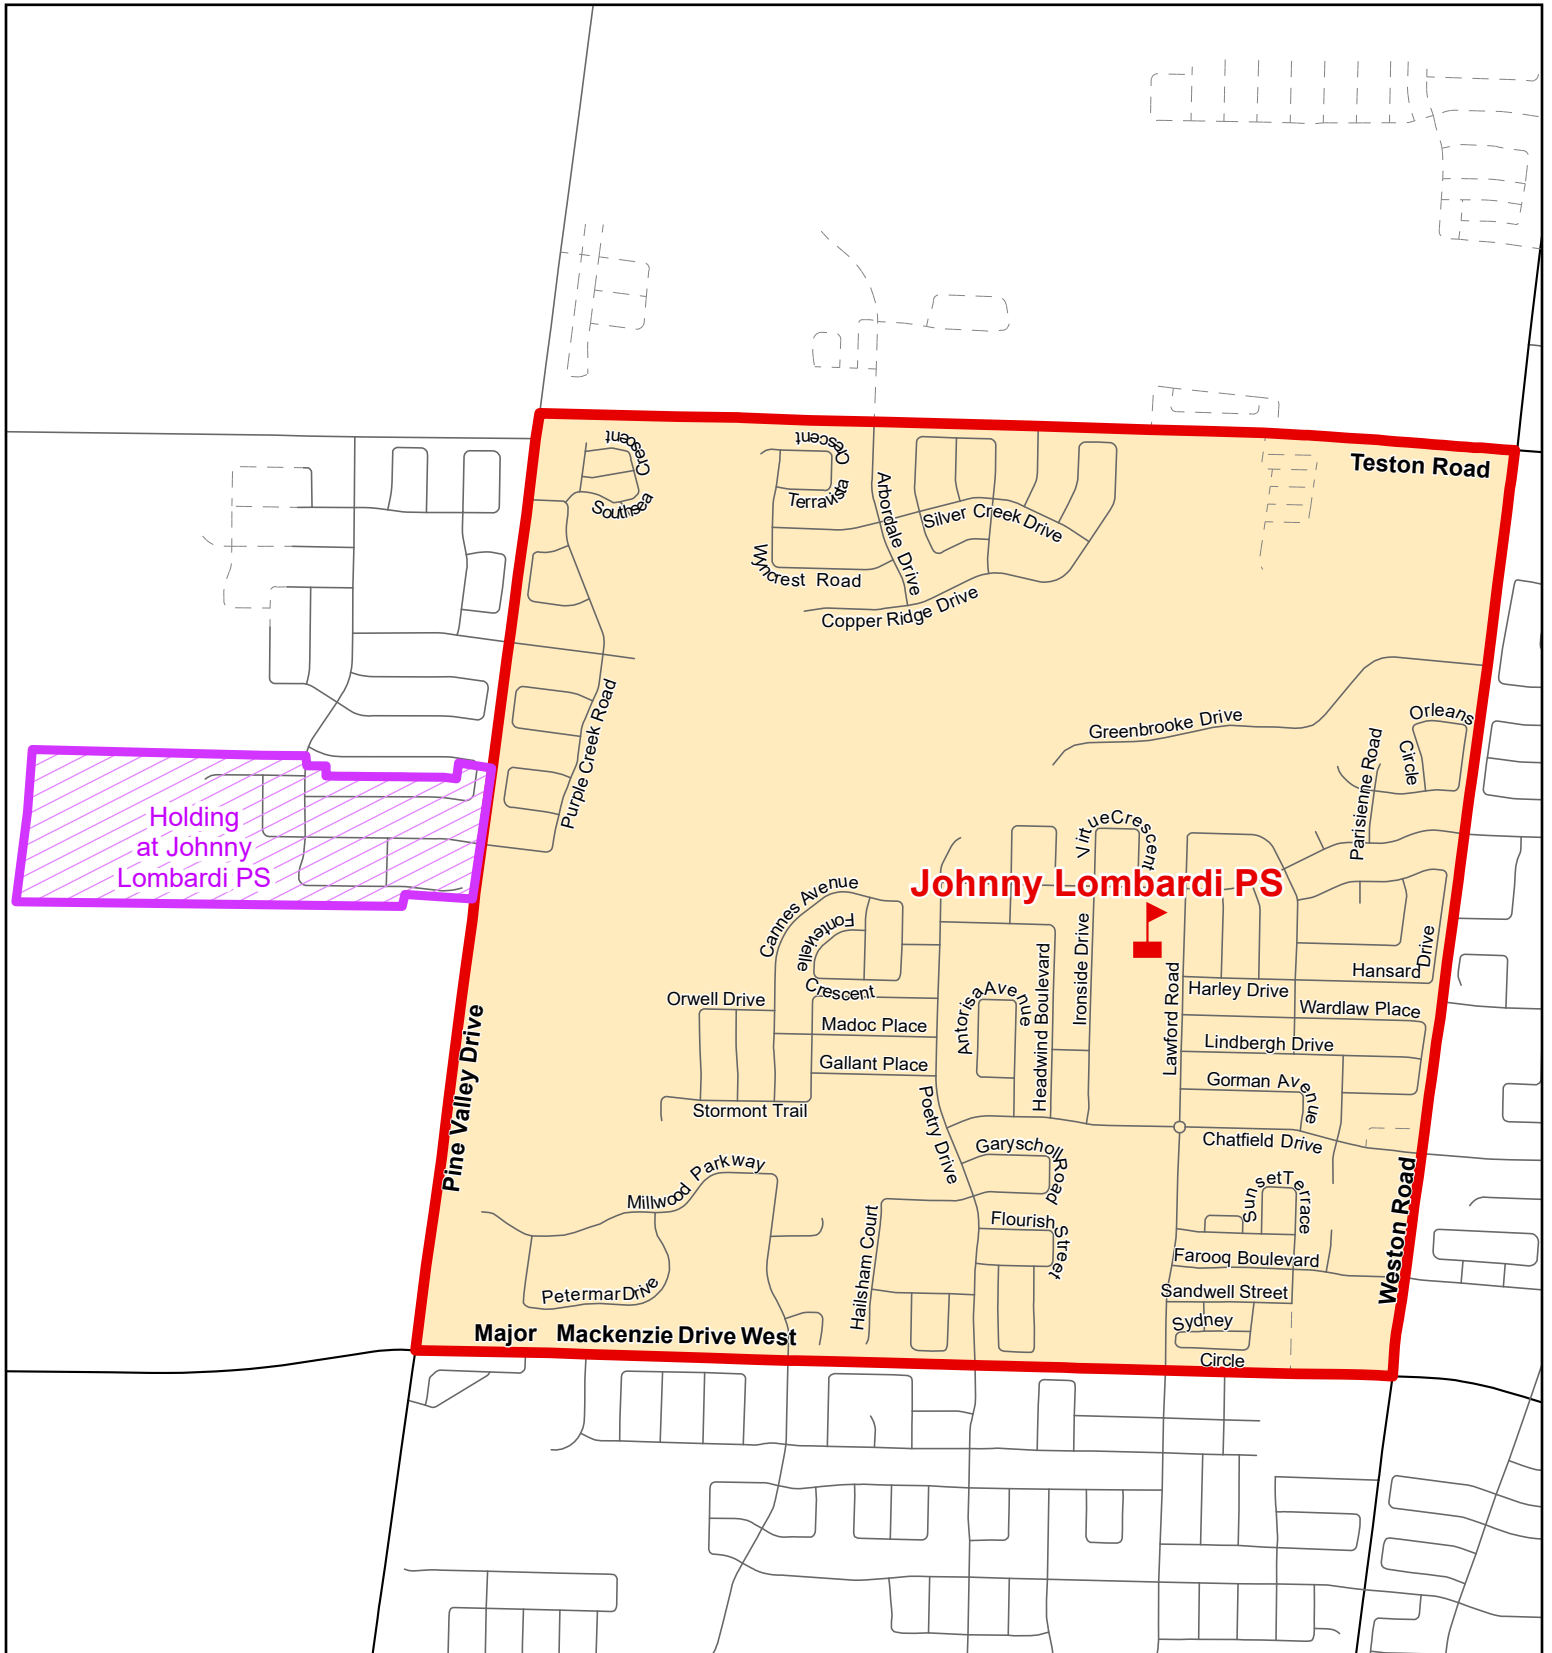 Teston Road
Southsea Crescent
Terravista Crescent
Arbordale Drive
Silver Creek Drive
Wyncrest Road
Copper Ridge Drive
Purple Creek Road
Greenbrooke Drive
Orleans Circle
Parisienne Road
Holding
at Johnny
Lombardi PS
Virtue Crescent
Johnny Lombardi PS
Cannes Avenue
Fontevielle Crescent
Ironside Drive
Headwind Boulevard
Antorisa Avenue
Lawford Road
Hansard Drive
Harley Drive
Orwell Drive
Wardlaw Place
Madoc Place
Lindbergh Drive
Gallant Place
Gorman Avenue
Stormont Trail
Poetry Drive
Chatfield Drive
Pine Valley Drive
Garyscholl Road
Millwood Parkway
Sunset Terrace
Weston Road
Flourish Street
Hailsham Court
Farooq Boulevard
Petermar Drive
Sandwell Street
Sydney Circle
Major Mackenzie Drive West